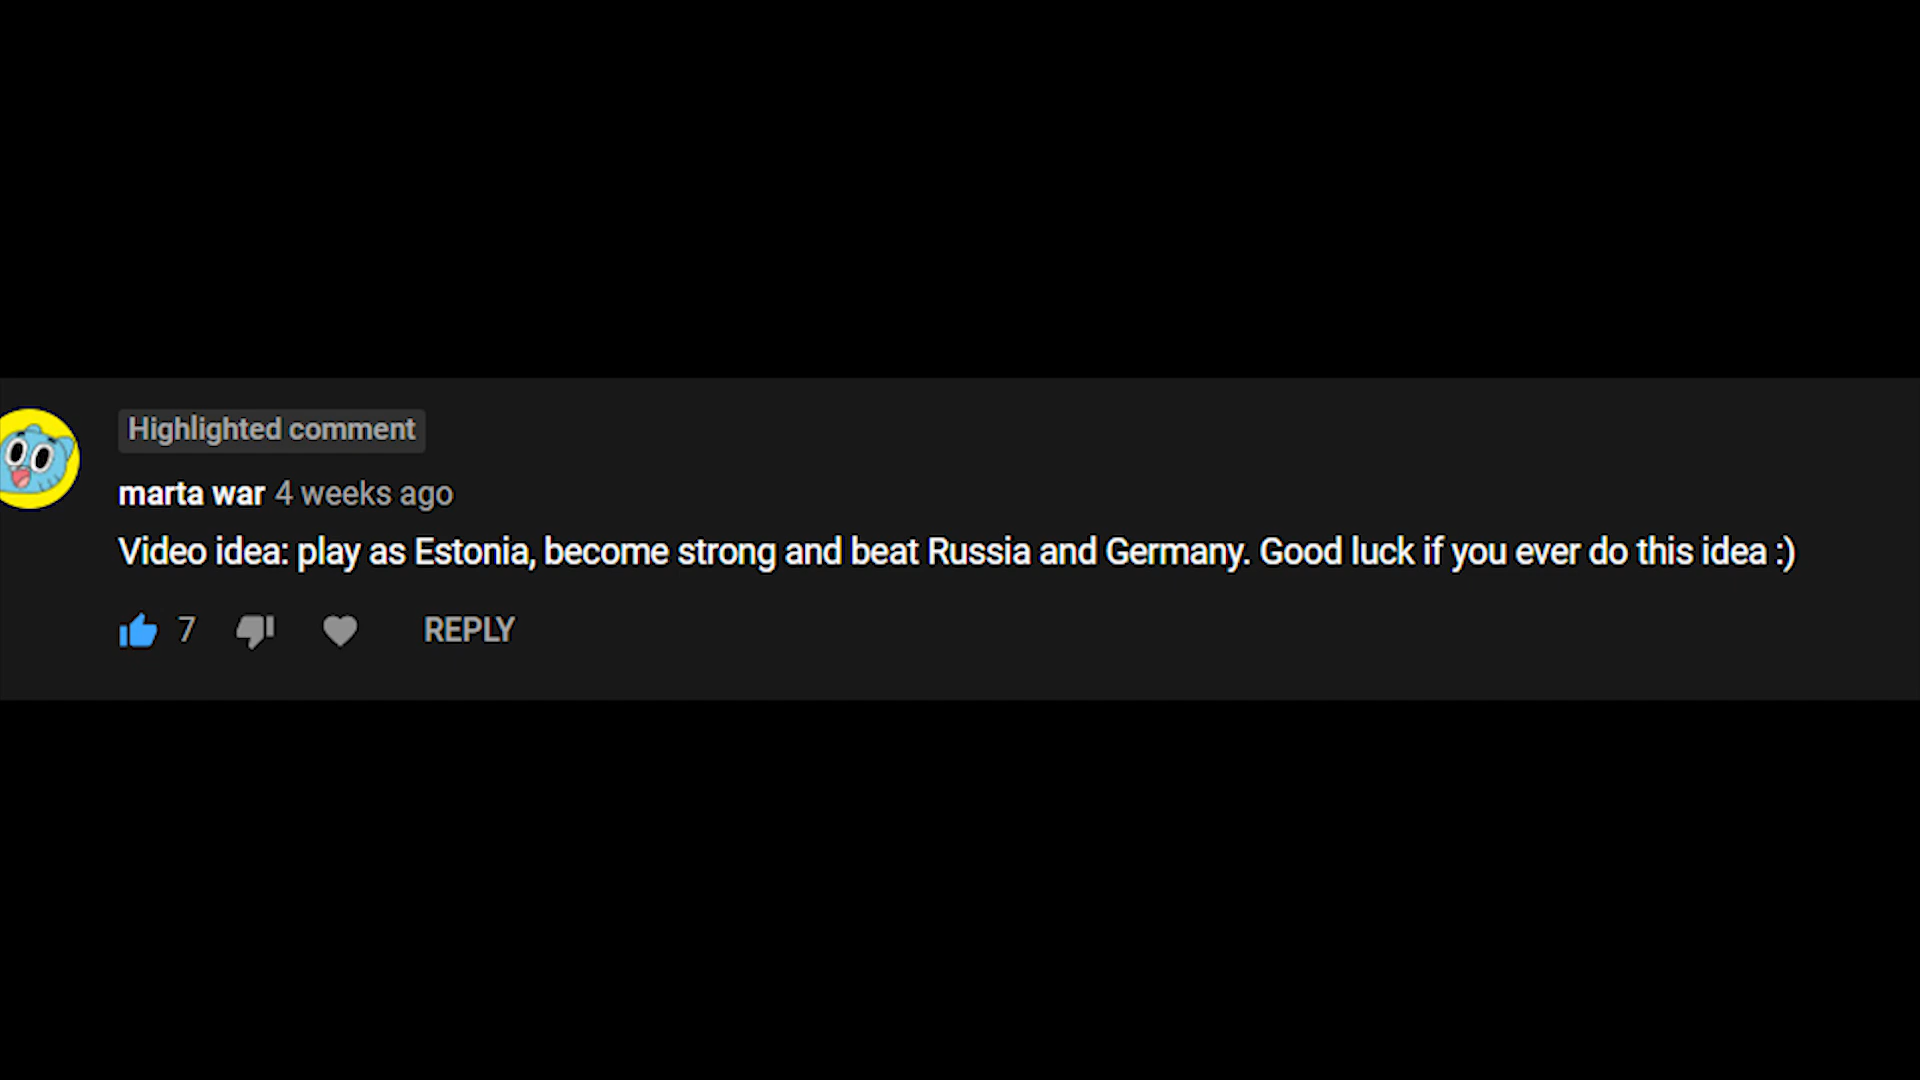 Highlighted comment
marta war 4 weeks ago
Video idea: play as Estonia, become strong and beat Russia and Germany. Good luck if you ever do this idea :)
7 REPLY